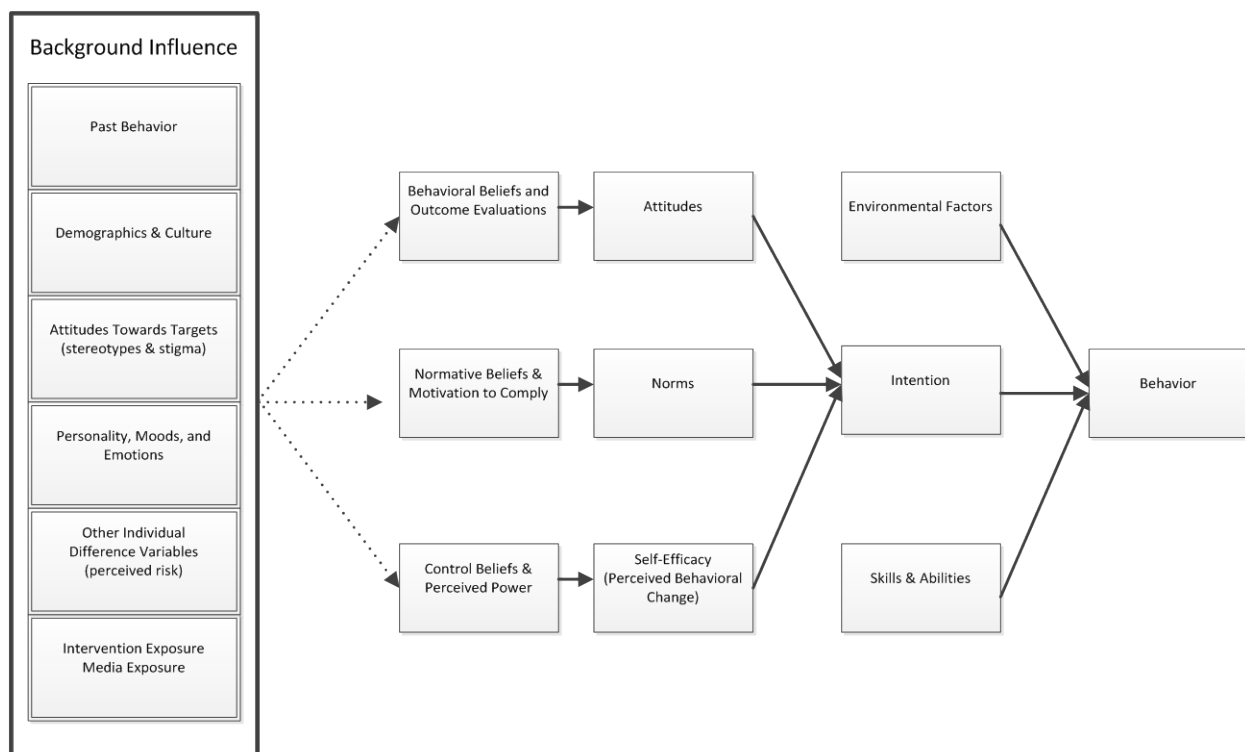 Background Influence
Past Behavior
Demographics & Culture
Attitudes Towards Targets
(stereotypes & stigma)
Personality, Moods, and
Emotions
Other Individual
Difference Variables
(perceived risk)
Intervention Exposure
Media Exposure
Behavioral Beliefs and
Outcome Evaluations
Attitudes
Environmental Factors
Normative Beliefs &
Motivation to Comply
Norms
Intention
Behavior
Control Beliefs &
Perceived Power
Self-Efficacy
(Perceived Behavioral
Change)
Skills & Abilities